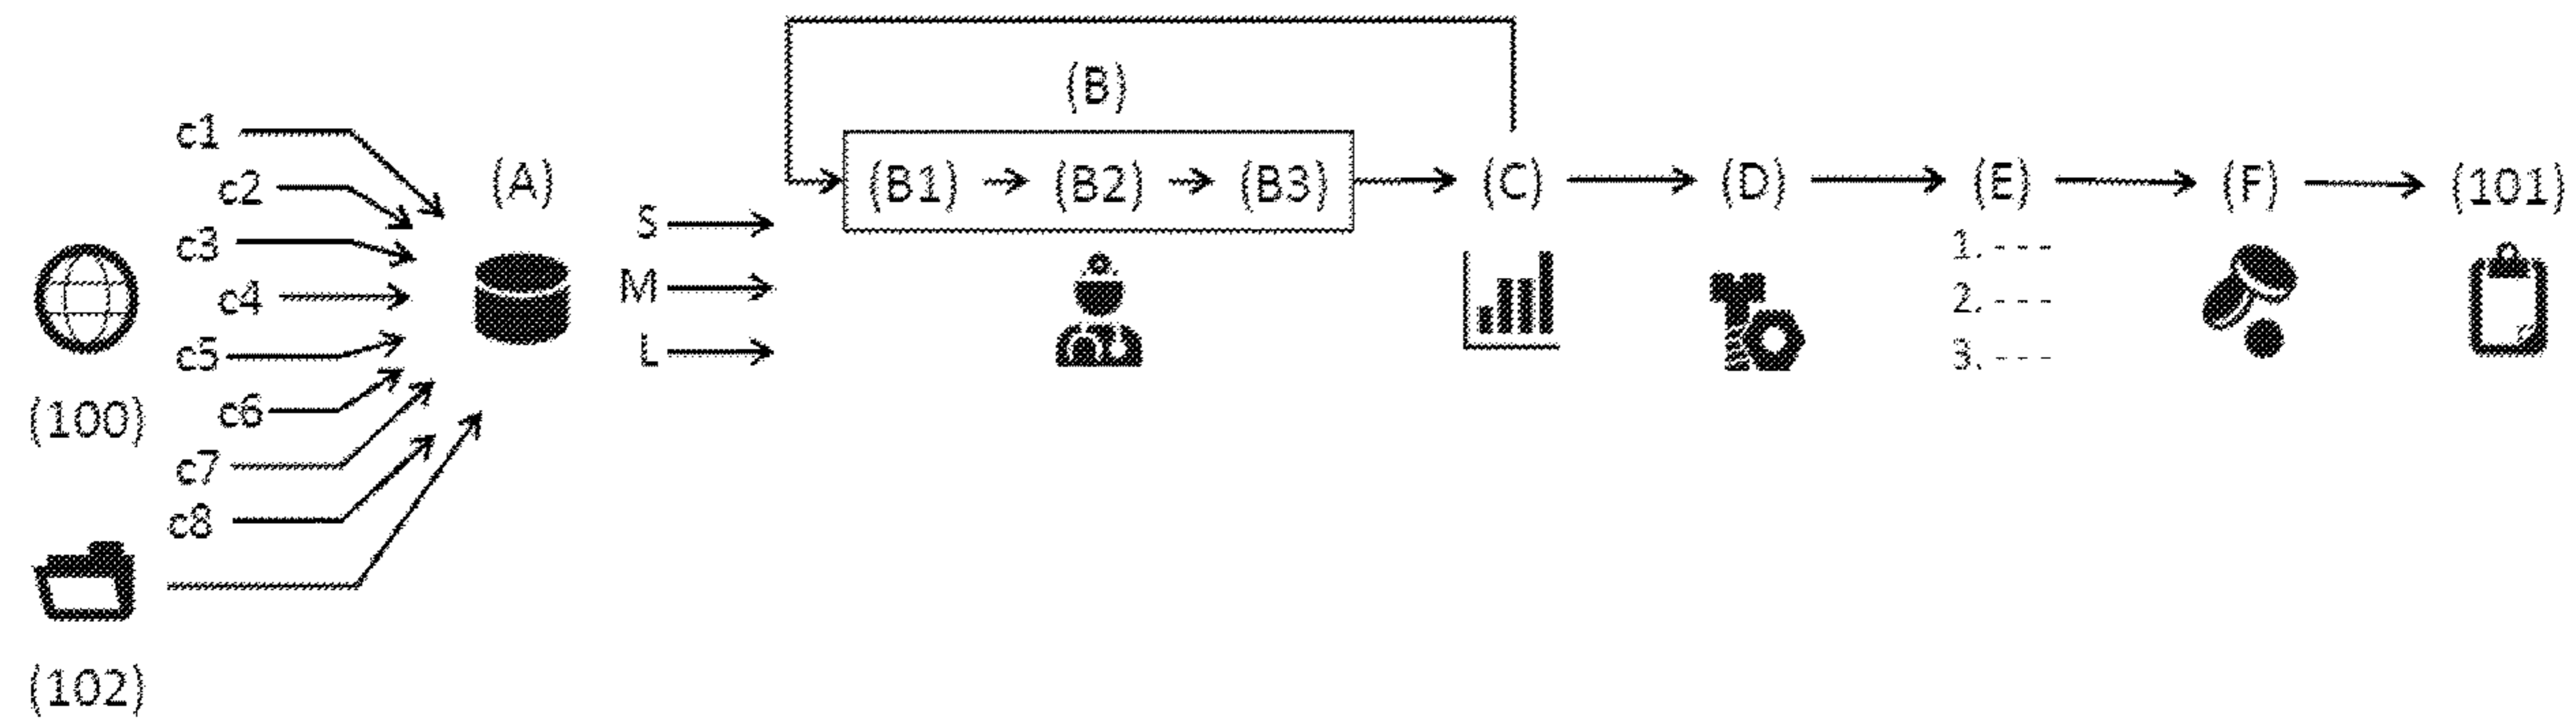 (B)
c1
(A)
(B1)
(B2)
(B3)
(C)
(D)
(E)
(F)
(101)
c2
S
c3
1. - - -
M
c4
2. - - -
L
c5
3. - - -
c6
(100)
c7
c8
(102)